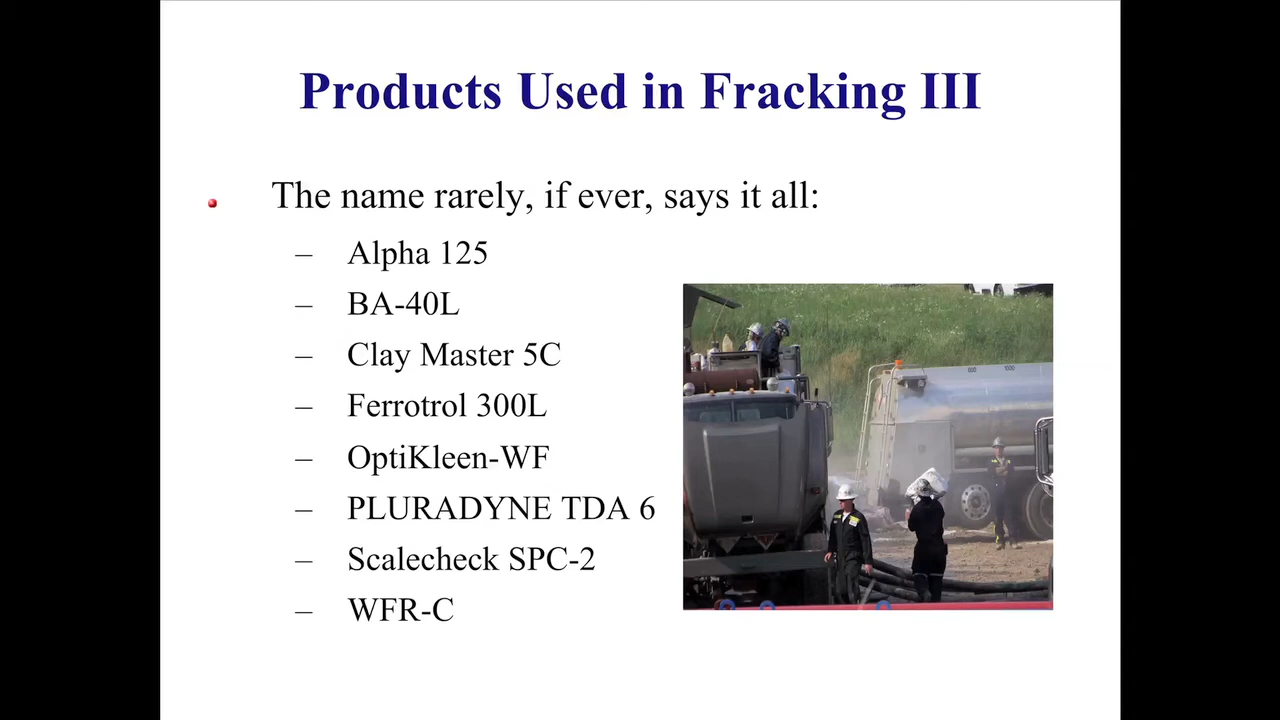 Products Used in Fracking III
The name rarely, if ever, says it all:
– Alpha 125
– BA-40L
– Clay Master 5C
– Ferrotrol 300L
– OptiKleen-WF
– PLURADYNE TDA 6
– Scalecheck SPC-2
– WFR-C